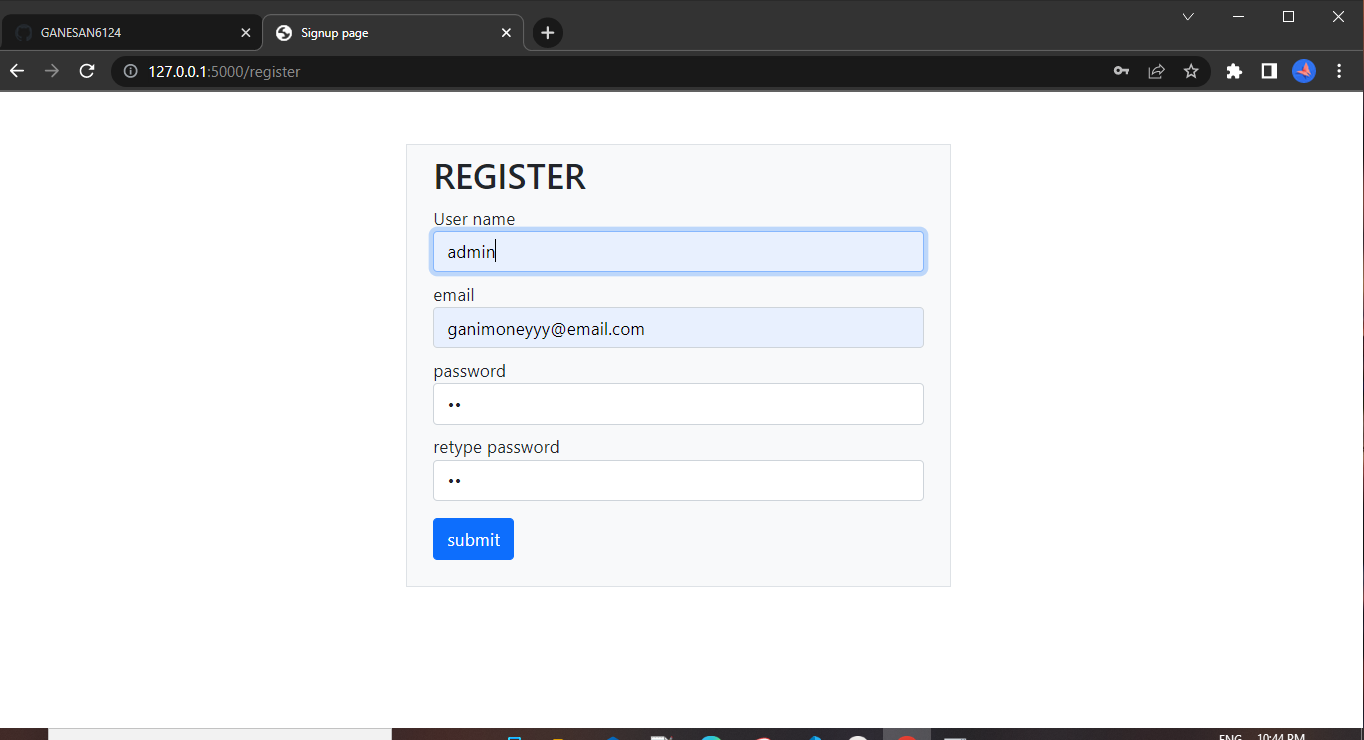 GANESAN6124
Signup page
127.0.0.1:5000/register
REGISTER
User name
admin
email
ganimoneyyy@email.com
password
••
retype password
••
submit
ENG 10:44 PM